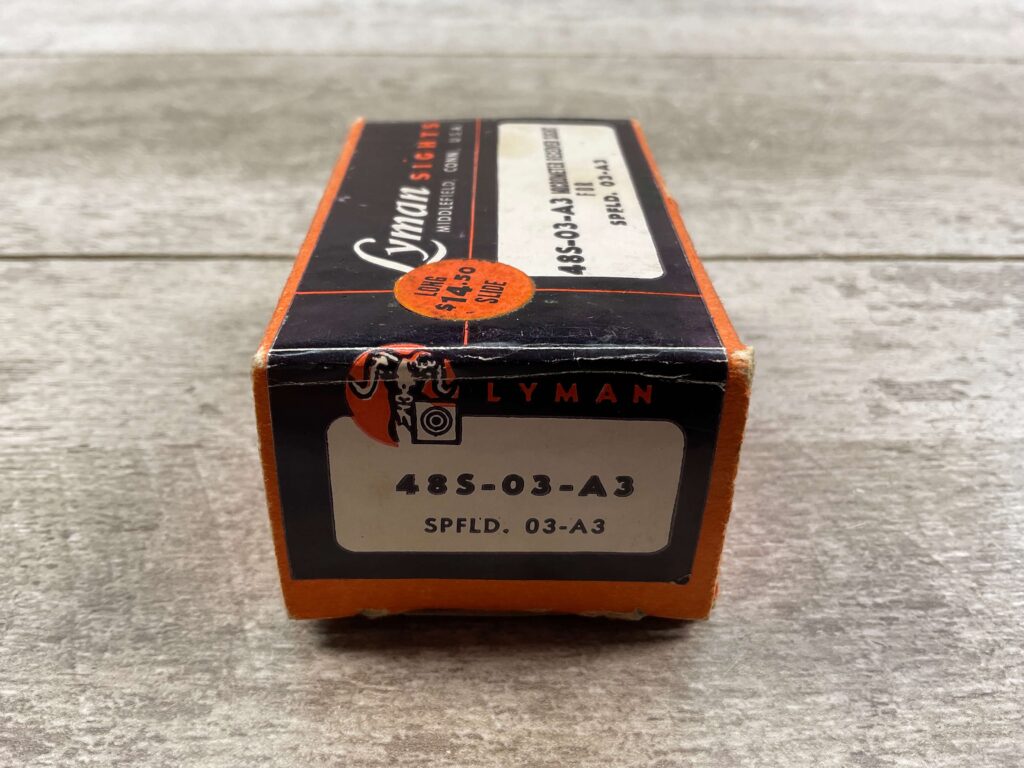 Lyman SIGHTS
MIDDLEFIELD, CONN. U.S.A.
48S-03-A3 MICROMETER RECEIVER SIGHT
FOR
SPFLD. 03-A3
LONG
$14.50
SLIDE
LYMAN
48S-03-A3
SPFLD. 03-A3